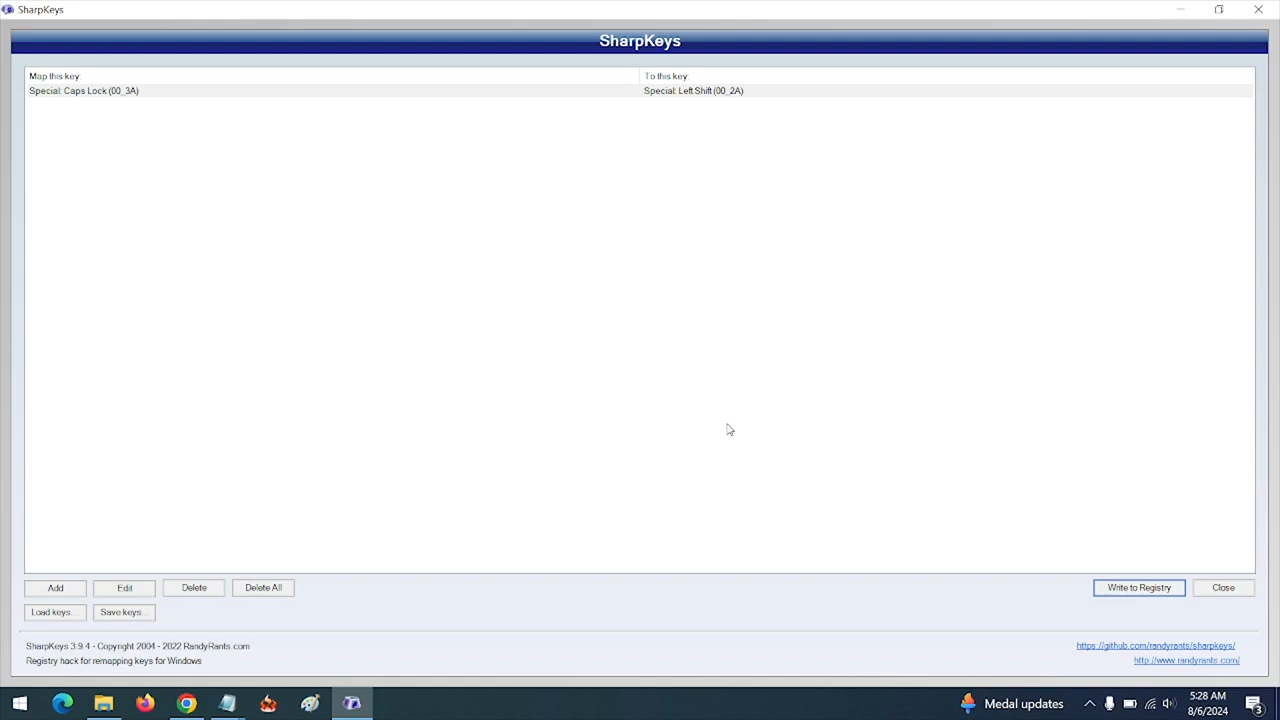 SharpKeys
SharpKeys
Map this key: To this key:
Special: Caps Lock (00_3A) Special: Left Shift (00_2A)
Add Edit Delete Delete All Write to Registry Close
Load keys... Save keys...
SharpKeys 3.9.4 - Copyright 2004 - 2022 RandyRants.com https://github.com/randyrants/sharpkeys/
Registry hack for remapping keys for Windows http://www.randyrants.com/
Medal updates 5:28 AM
8/6/2024 3